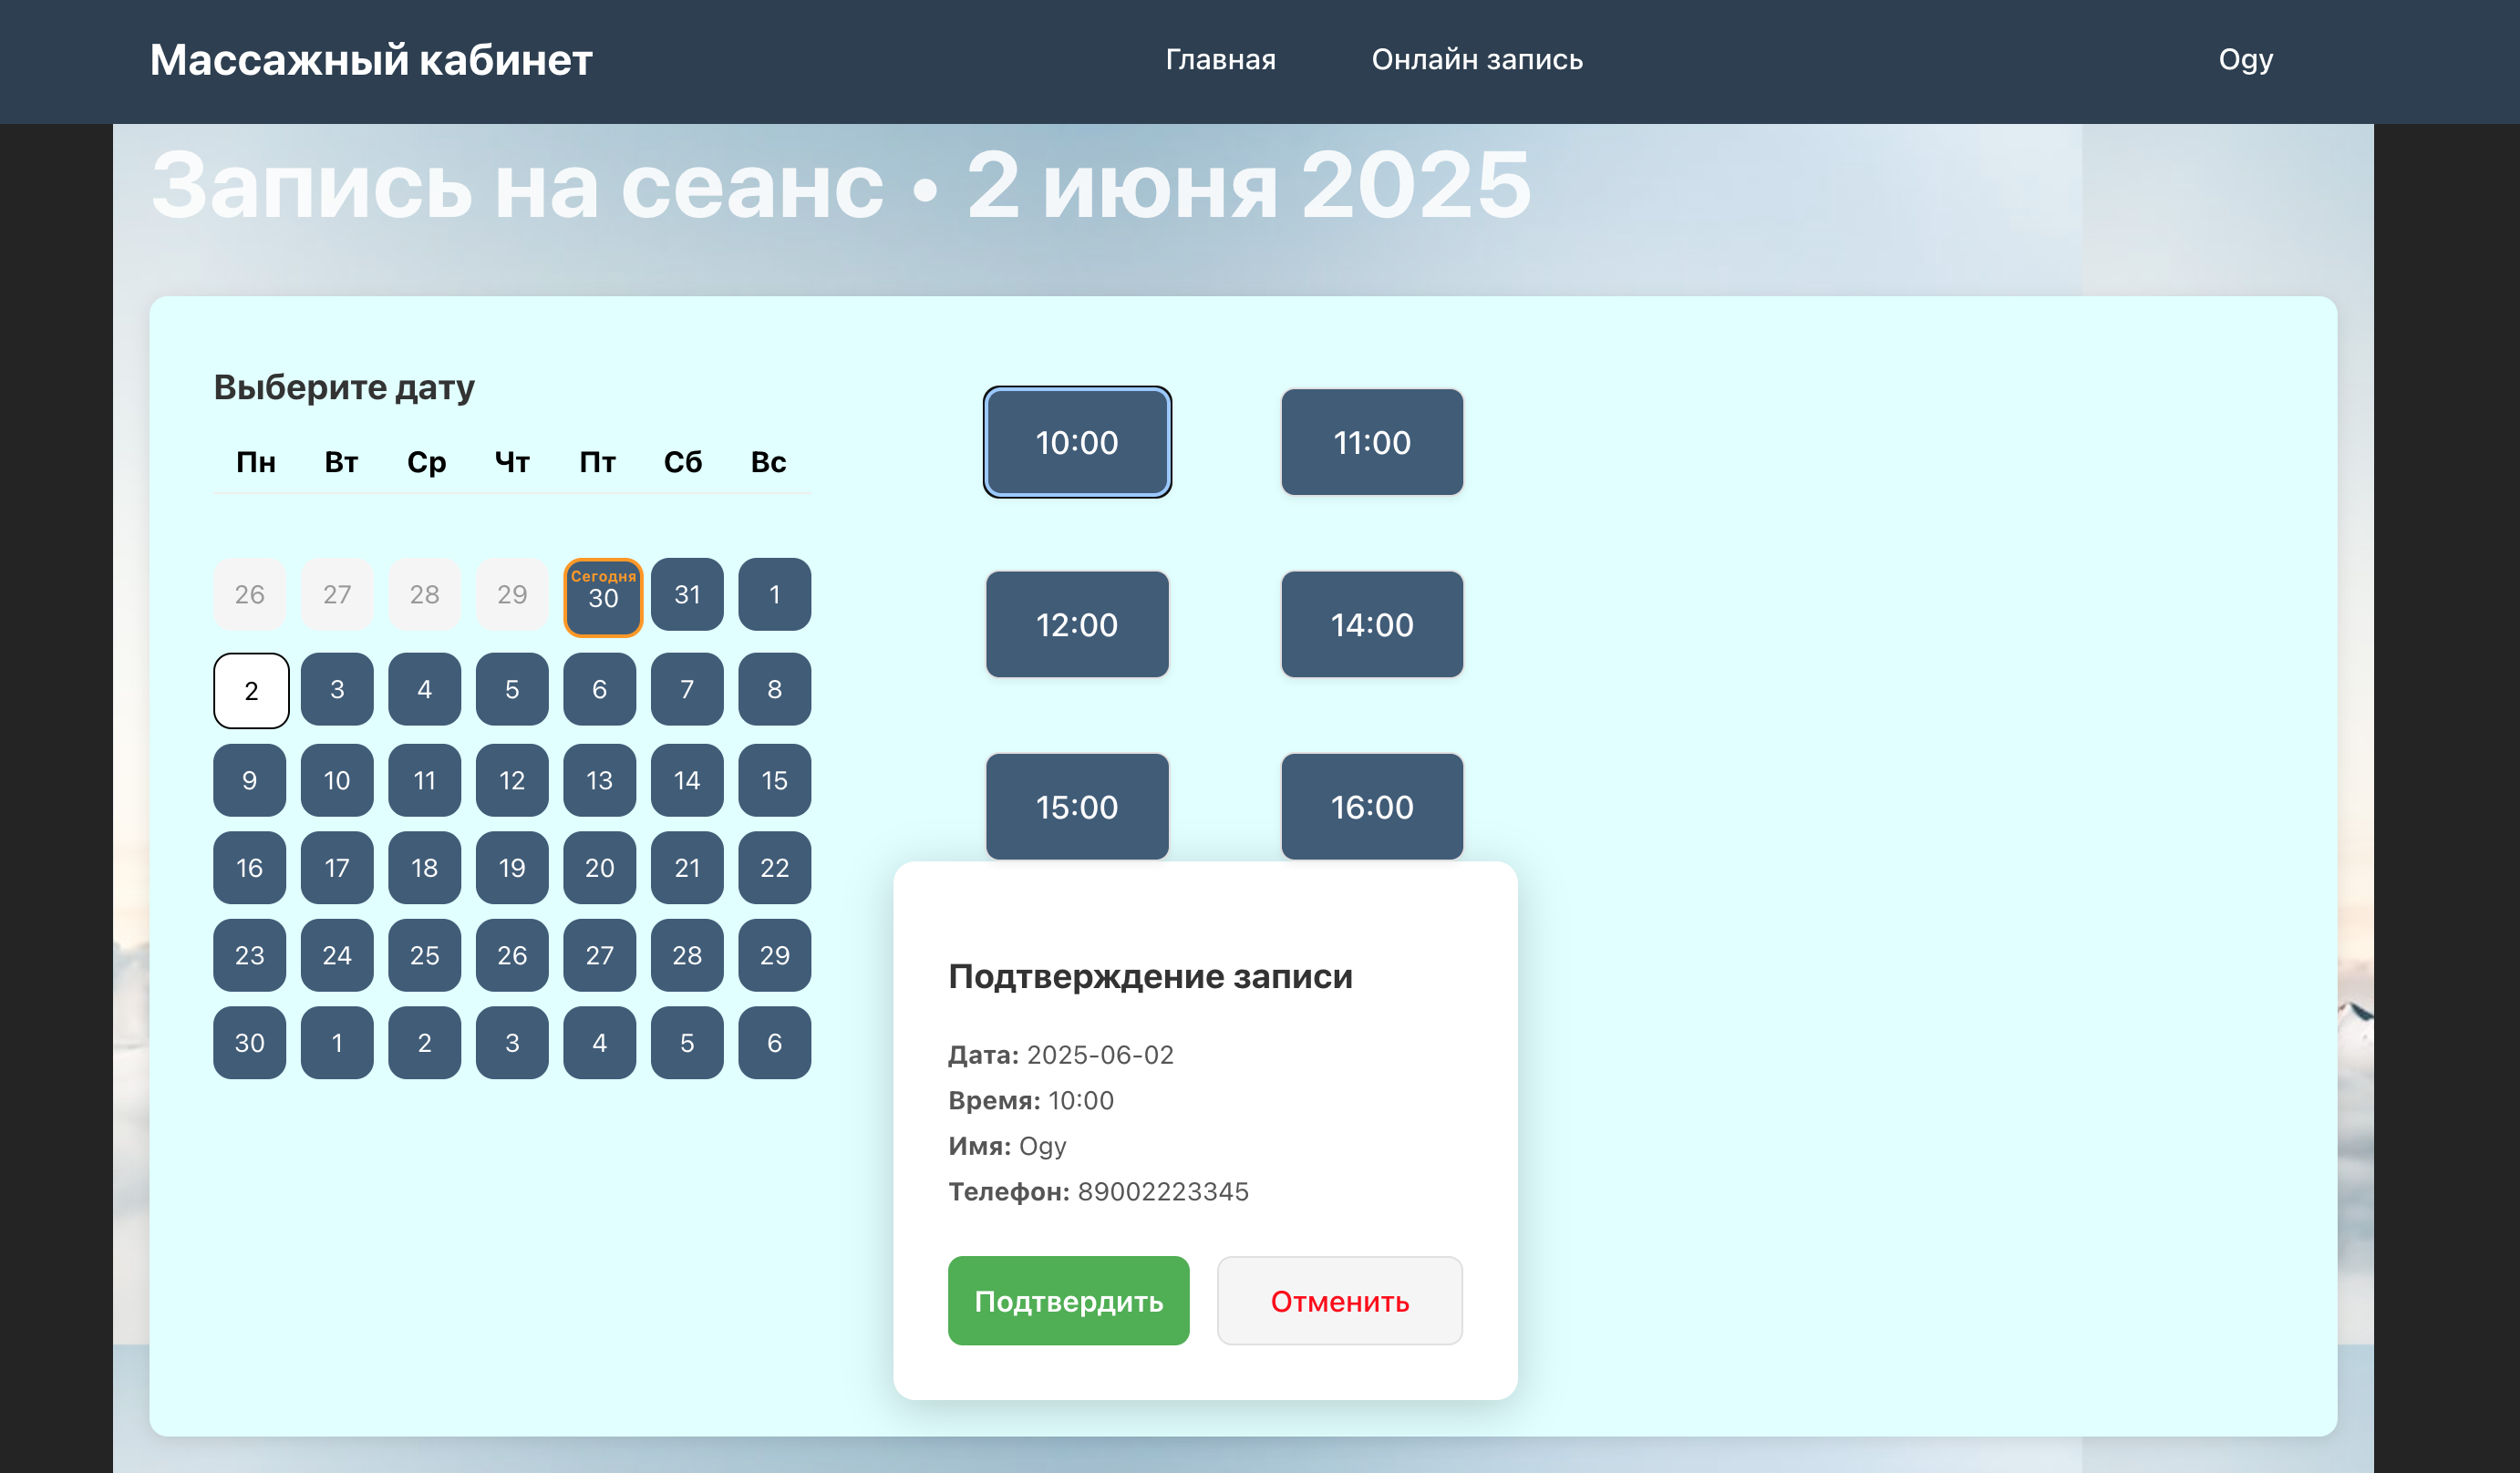 Массажный кабинет
Главная
Онлайн запись
Ogy
Запись на сеанс • 2 июня 2025
Выберите дату
Пн Вт Ср Чт Пт Сб Вс
Сегодня
26 27 28 29 30 31 1
2 3 4 5 6 7 8
9 10 11 12 13 14 15
16 17 18 19 20 21 22
23 24 25 26 27 28 29
30 1 2 3 4 5 6
10:00 11:00
12:00 14:00
15:00 16:00
Подтверждение записи
Дата: 2025-06-02
Время: 10:00
Имя: Ogy
Телефон: 89002223345
Подтвердить
Отменить